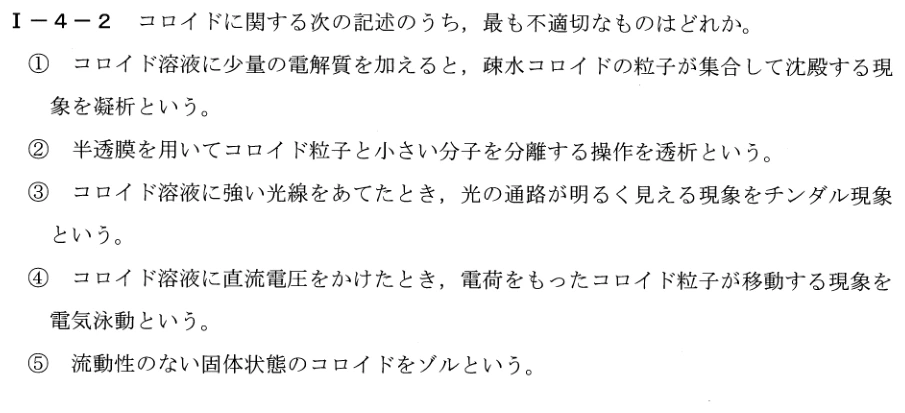 Ⅰ－4－2　コロイドに関する次の記述のうち，最も不適切なものはどれか。
①　コロイド溶液に少量の電解質を加えると，疎水コロイドの粒子が集合して沈殿する現
象を凝析という。
②　半透膜を用いてコロイド粒子と小さい分子を分離する操作を透析という。
③　コロイド溶液に強い光線をあてたとき，光の通路が明るく見える現象をチンダル現象
という。
④　コロイド溶液に直流電圧をかけたとき，電荷をもったコロイド粒子が移動する現象を
電気泳動という。
⑤　流動性のない固体状態のコロイドをゾルという。